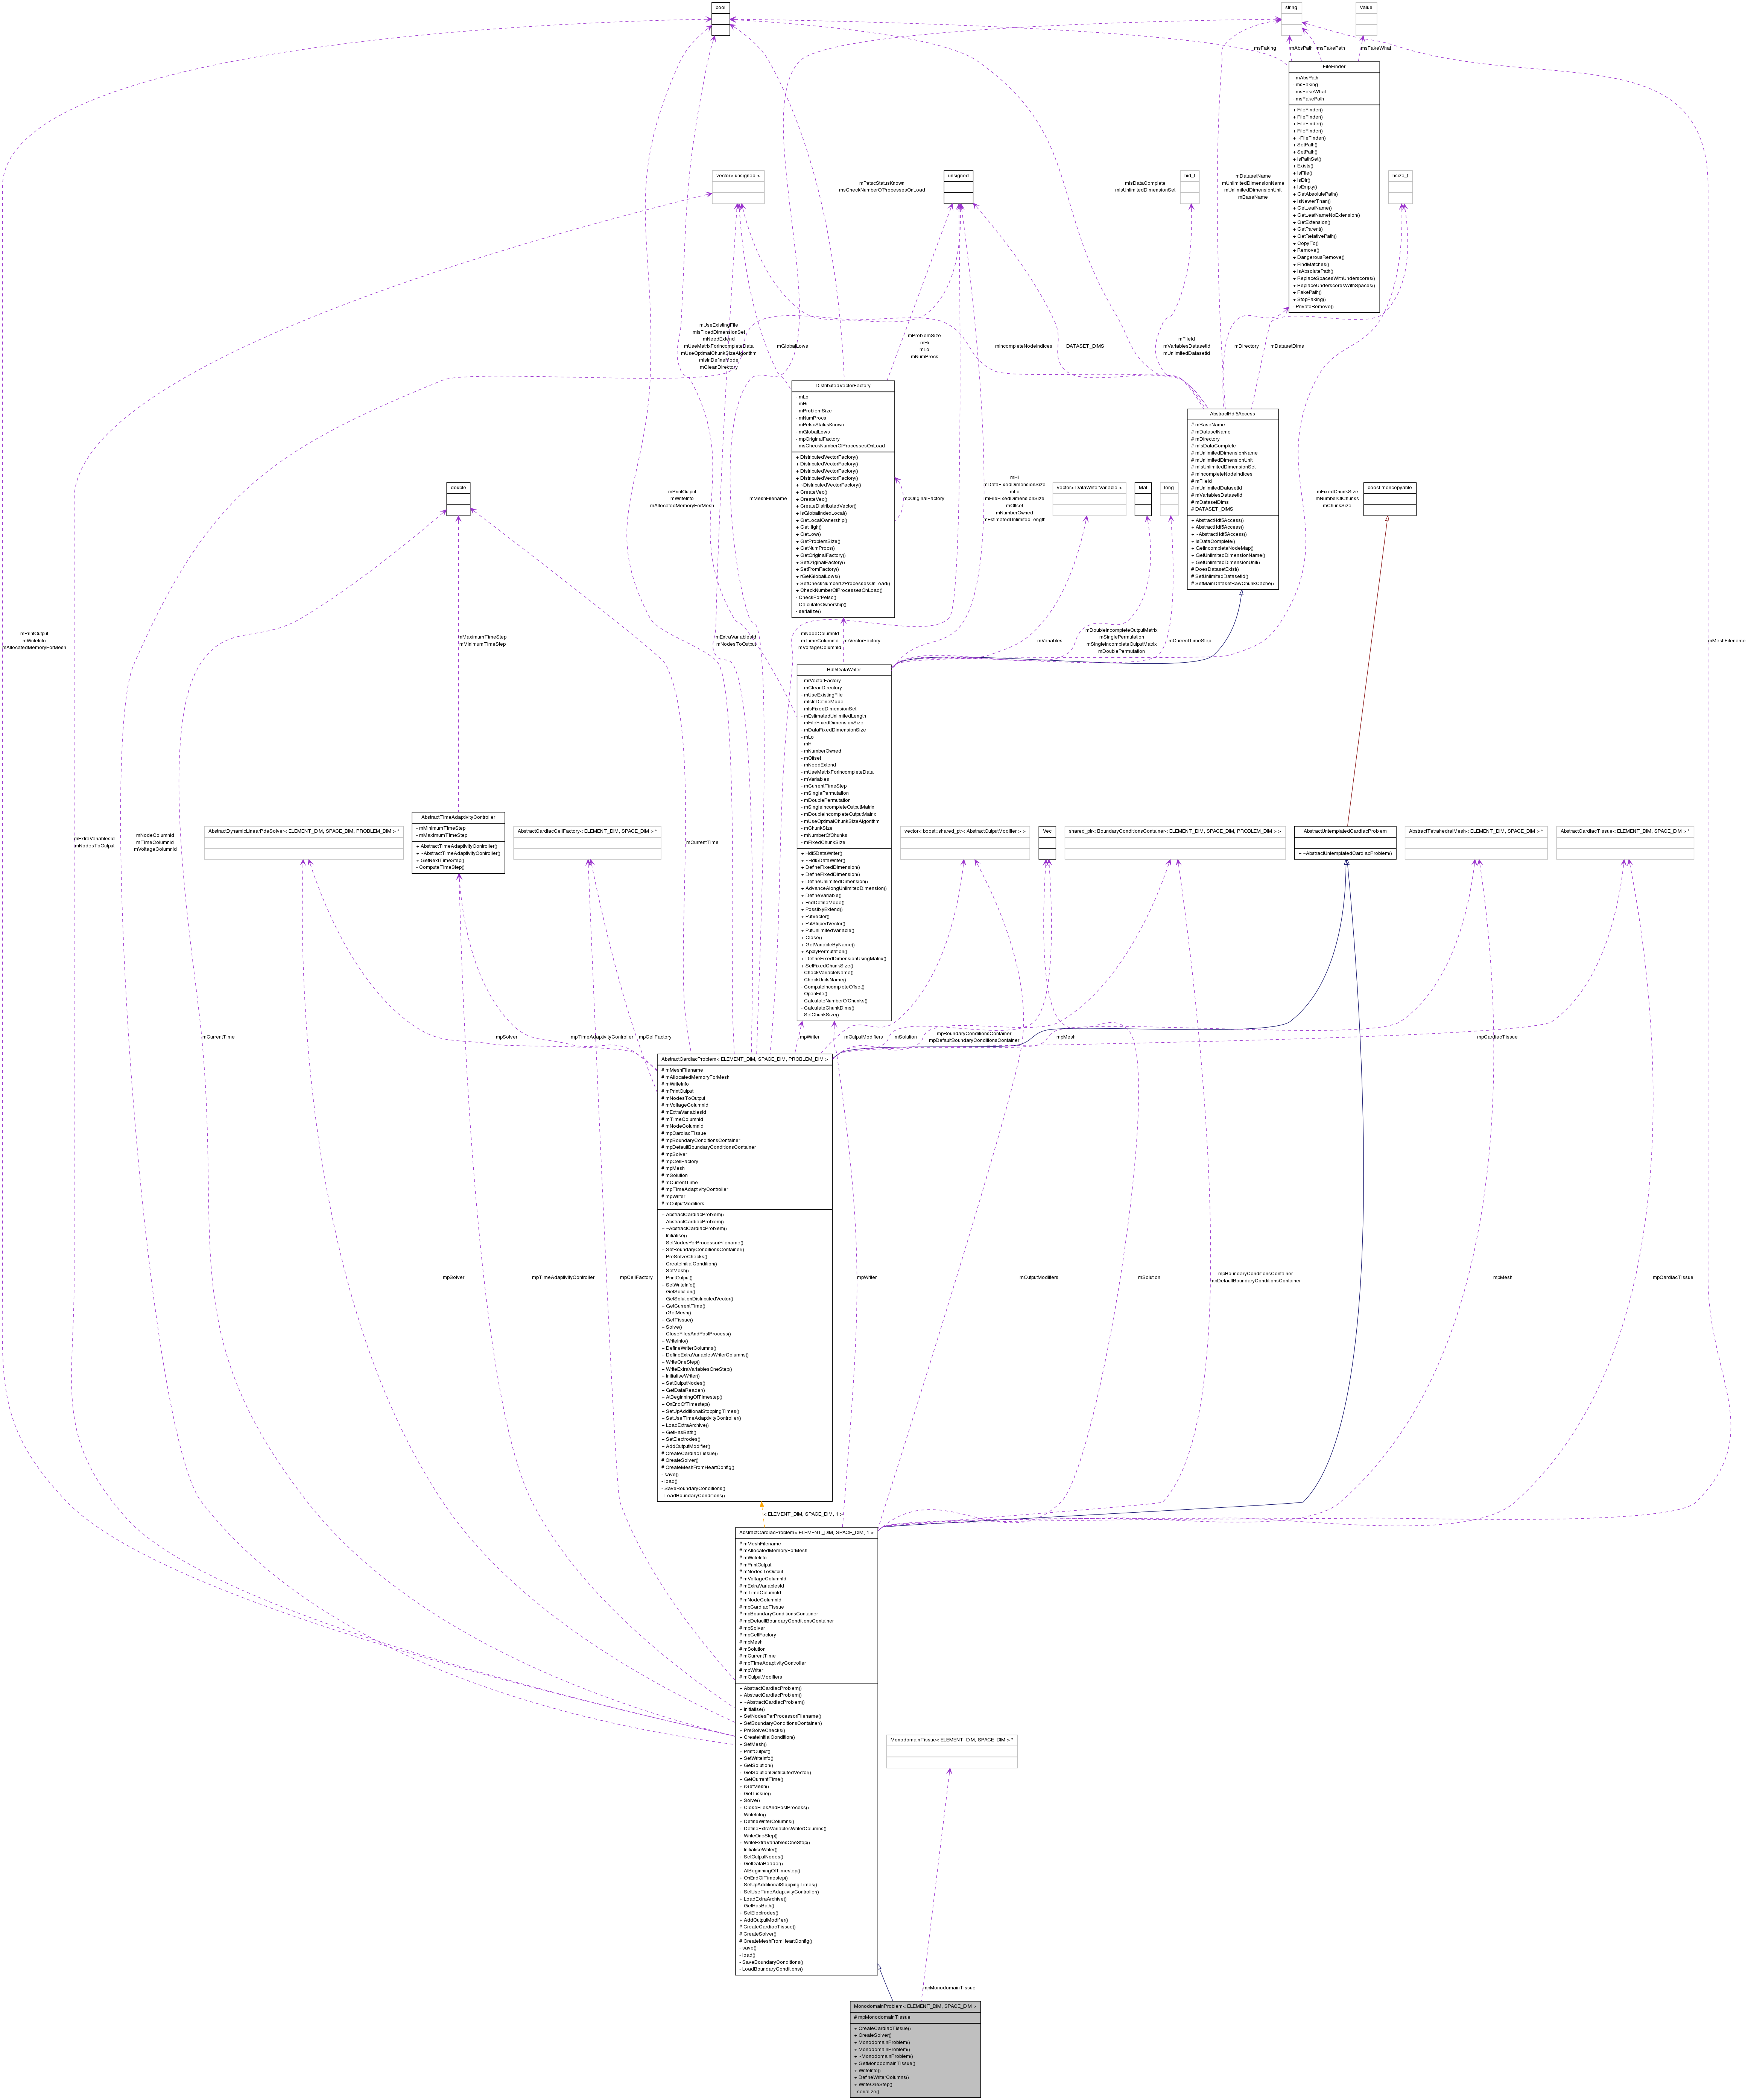 bool
string
Value
msFaking
mAbsPath
msFakePath
msFakeWhat
FileFinder
- mAbsPath
- msFaking
- msFakeWhat
- msFakePath
+ FileFinder()
+ FileFinder()
+ FileFinder()
+ FileFinder()
+ ~FileFinder()
+ SetPath()
+ SetPath()
+ IsPathSet()
+ Exists()
+ IsFile()
+ IsDir()
+ IsEmpty()
+ GetAbsolutePath()
+ IsNewerThan()
+ GetLeafName()
+ GetLeafNameNoExtension()
+ GetExtension()
+ GetParent()
+ GetRelativePath()
+ CopyTo()
+ Remove()
+ DangerousRemove()
+ FindMatches()
+ IsAbsolutePath()
+ ReplaceSpacesWithUnderscores()
+ ReplaceUnderscoresWithSpaces()
+ FakePath()
+ StopFaking()
- PrivateRemove()
vector< unsigned >
mPetscStatusKnown
msCheckNumberOfProcessesOnLoad
unsigned
mIsDataComplete
mIsUnlimitedDimensionSet
hid_t
mDatasetName
mUnlimitedDimensionName
mUnlimitedDimensionUnit
mBaseName
hsize_t
mUseExistingFile
mIsFixedDimensionSet
mNeedExtend
mUseMatrixForIncompleteData
mUseOptimalChunkSizeAlgorithm
mIsInDefineMode
mCleanDirectory
mGlobalLows
mProblemSize
mHi
mLo
mNumProcs
mIncompleteNodeIndices
DATASET_DIMS
mFileId
mVariablesDatasetId
mUnlimitedDatasetId
mDirectory
mDatasetDims
DistributedVectorFactory
- mLo
- mHi
- mProblemSize
- mNumProcs
- mPetscStatusKnown
- mGlobalLows
- mpOriginalFactory
- msCheckNumberOfProcessesOnLoad
+ DistributedVectorFactory()
+ DistributedVectorFactory()
+ DistributedVectorFactory()
+ DistributedVectorFactory()
+ ~DistributedVectorFactory()
+ CreateVec()
+ CreateVec()
+ CreateDistributedVector()
+ IsGlobalIndexLocal()
+ GetLocalOwnership()
+ GetHigh()
+ GetLow()
+ GetProblemSize()
+ GetNumProcs()
+ GetOriginalFactory()
+ SetOriginalFactory()
+ SetFromFactory()
+ rGetGlobalLows()
+ SetCheckNumberOfProcessesOnLoad()
+ CheckNumberOfProcessesOnLoad()
- CheckForPetsc()
- CalculateOwnership()
- serialize()
AbstractHdf5Access
# mBaseName
# mDatasetName
# mDirectory
# mIsDataComplete
# mUnlimitedDimensionName
# mUnlimitedDimensionUnit
# mIsUnlimitedDimensionSet
# mIncompleteNodeIndices
# mFileId
# mUnlimitedDatasetId
# mVariablesDatasetId
# mDatasetDims
# DATASET_DIMS
+ AbstractHdf5Access()
+ AbstractHdf5Access()
+ ~AbstractHdf5Access()
+ IsDataComplete()
+ GetIncompleteNodeMap()
+ GetUnlimitedDimensionName()
+ GetUnlimitedDimensionUnit()
# DoesDatasetExist()
# SetUnlimitedDatasetId()
# SetMainDatasetRawChunkCache()
double
mPrintOutput
mWriteInfo
mAllocatedMemoryForMesh
mMeshFilename
mpOriginalFactory
mHi
mDataFixedDimensionSize
mLo
mFileFixedDimensionSize
mOffset
mNumberOwned
mEstimatedUnlimitedLength
vector< DataWriterVariable >
Mat
long
mFixedChunkSize
mNumberOfChunks
mChunkSize
boost::noncopyable
mPrintOutput
mWriteInfo
mAllocatedMemoryForMesh
mMaximumTimeStep
mMinimumTimeStep
mExtraVariablesId
mNodesToOutput
mNodeColumnId
mTimeColumnId
mVoltageColumnId
mrVectorFactory
mVariables
mDoubleIncompleteOutputMatrix
mSinglePermutation
mSingleIncompleteOutputMatrix
mDoublePermutation
mCurrentTimeStep
mMeshFilename
Hdf5DataWriter
- mrVectorFactory
- mCleanDirectory
- mUseExistingFile
- mIsInDefineMode
- mIsFixedDimensionSet
- mEstimatedUnlimitedLength
- mFileFixedDimensionSize
- mDataFixedDimensionSize
- mLo
- mHi
- mNumberOwned
- mOffset
- mNeedExtend
- mUseMatrixForIncompleteData
- mVariables
- mCurrentTimeStep
- mSinglePermutation
- mDoublePermutation
- mSingleIncompleteOutputMatrix
- mDoubleIncompleteOutputMatrix
- mUseOptimalChunkSizeAlgorithm
- mChunkSize
- mNumberOfChunks
- mFixedChunkSize
+ Hdf5DataWriter()
+ ~Hdf5DataWriter()
+ DefineFixedDimension()
+ DefineFixedDimension()
+ DefineUnlimitedDimension()
+ AdvanceAlongUnlimitedDimension()
+ DefineVariable()
+ EndDefineMode()
+ PossiblyExtend()
+ PutVector()
+ PutStripedVector()
+ PutUnlimitedVariable()
+ Close()
+ GetVariableByName()
+ ApplyPermutation()
+ DefineFixedDimensionUsingMatrix()
+ SetFixedChunkSize()
- CheckVariableName()
- CheckUnitsName()
- ComputeIncompleteOffset()
- OpenFile()
- CalculateNumberOfChunks()
- CalculateChunkDims()
- SetChunkSize()
mExtraVariablesId
mNodesToOutput
mNodeColumnId
mTimeColumnId
mVoltageColumnId
AbstractDynamicLinearPdeSolver< ELEMENT_DIM, SPACE_DIM, PROBLEM_DIM > *
AbstractTimeAdaptivityController
- mMinimumTimeStep
- mMaximumTimeStep
+ AbstractTimeAdaptivityController()
+ ~AbstractTimeAdaptivityController()
+ GetNextTimeStep()
- ComputeTimeStep()
AbstractCardiacCellFactory< ELEMENT_DIM, SPACE_DIM > *
mCurrentTime
vector< boost::shared_ptr< AbstractOutputModifier > >
Vec
shared_ptr< BoundaryConditionsContainer< ELEMENT_DIM, SPACE_DIM, PROBLEM_DIM > >
AbstractUntemplatedCardiacProblem
+ ~AbstractUntemplatedCardiacProblem()
AbstractTetrahedralMesh< ELEMENT_DIM, SPACE_DIM > *
AbstractCardiacTissue< ELEMENT_DIM, SPACE_DIM > *
mCurrentTime
mpSolver
mpTimeAdaptivityController
mpCellFactory
mpWriter
mOutputModifiers
mSolution
mpBoundaryConditionsContainer
mpDefaultBoundaryConditionsContainer
mpMesh
mpCardiacTissue
AbstractCardiacProblem< ELEMENT_DIM, SPACE_DIM, PROBLEM_DIM >
# mMeshFilename
# mAllocatedMemoryForMesh
# mWriteInfo
# mPrintOutput
# mNodesToOutput
# mVoltageColumnId
# mExtraVariablesId
# mTimeColumnId
# mNodeColumnId
# mpCardiacTissue
# mpBoundaryConditionsContainer
# mpDefaultBoundaryConditionsContainer
# mpSolver
# mpCellFactory
# mpMesh
# mSolution
# mCurrentTime
# mpTimeAdaptivityController
# mpWriter
# mOutputModifiers
+ AbstractCardiacProblem()
+ AbstractCardiacProblem()
+ ~AbstractCardiacProblem()
+ Initialise()
+ SetNodesPerProcessorFilename()
+ SetBoundaryConditionsContainer()
+ PreSolveChecks()
+ CreateInitialCondition()
+ SetMesh()
+ PrintOutput()
+ SetWriteInfo()
+ GetSolution()
+ GetSolutionDistributedVector()
+ GetCurrentTime()
+ rGetMesh()
+ GetTissue()
+ Solve()
+ CloseFilesAndPostProcess()
+ WriteInfo()
+ DefineWriterColumns()
+ DefineExtraVariablesWriterColumns()
+ WriteOneStep()
+ WriteExtraVariablesOneStep()
+ InitialiseWriter()
+ SetOutputNodes()
+ GetDataReader()
+ AtBeginningOfTimestep()
+ OnEndOfTimestep()
+ SetUpAdditionalStoppingTimes()
+ SetUseTimeAdaptivityController()
+ LoadExtraArchive()
+ GetHasBath()
+ SetElectrodes()
+ AddOutputModifier()
# CreateCardiacTissue()
# CreateSolver()
# CreateMeshFromHeartConfig()
- save()
- load()
- SaveBoundaryConditions()
- LoadBoundaryConditions()
mpSolver
mpTimeAdaptivityController
mpCellFactory
mpWriter
mOutputModifiers
mSolution
mpBoundaryConditionsContainer
mpDefaultBoundaryConditionsContainer
mpMesh
mpCardiacTissue
< ELEMENT_DIM, SPACE_DIM, 1 >
AbstractCardiacProblem< ELEMENT_DIM, SPACE_DIM, 1 >
# mMeshFilename
# mAllocatedMemoryForMesh
# mWriteInfo
# mPrintOutput
# mNodesToOutput
# mVoltageColumnId
# mExtraVariablesId
# mTimeColumnId
# mNodeColumnId
# mpCardiacTissue
# mpBoundaryConditionsContainer
# mpDefaultBoundaryConditionsContainer
# mpSolver
# mpCellFactory
# mpMesh
# mSolution
# mCurrentTime
# mpTimeAdaptivityController
# mpWriter
# mOutputModifiers
+ AbstractCardiacProblem()
+ AbstractCardiacProblem()
+ ~AbstractCardiacProblem()
+ Initialise()
+ SetNodesPerProcessorFilename()
+ SetBoundaryConditionsContainer()
+ PreSolveChecks()
+ CreateInitialCondition()
+ SetMesh()
+ PrintOutput()
+ SetWriteInfo()
+ GetSolution()
+ GetSolutionDistributedVector()
+ GetCurrentTime()
+ rGetMesh()
+ GetTissue()
+ Solve()
+ CloseFilesAndPostProcess()
+ WriteInfo()
+ DefineWriterColumns()
+ DefineExtraVariablesWriterColumns()
+ WriteOneStep()
+ WriteExtraVariablesOneStep()
+ InitialiseWriter()
+ SetOutputNodes()
+ GetDataReader()
+ AtBeginningOfTimestep()
+ OnEndOfTimestep()
+ SetUpAdditionalStoppingTimes()
+ SetUseTimeAdaptivityController()
+ LoadExtraArchive()
+ GetHasBath()
+ SetElectrodes()
+ AddOutputModifier()
# CreateCardiacTissue()
# CreateSolver()
# CreateMeshFromHeartConfig()
- save()
- load()
- SaveBoundaryConditions()
- LoadBoundaryConditions()
MonodomainTissue< ELEMENT_DIM, SPACE_DIM > *
mpMonodomainTissue
MonodomainProblem< ELEMENT_DIM, SPACE_DIM >
# mpMonodomainTissue
+ CreateCardiacTissue()
+ CreateSolver()
+ MonodomainProblem()
+ MonodomainProblem()
+ ~MonodomainProblem()
+ GetMonodomainTissue()
+ WriteInfo()
+ DefineWriterColumns()
+ WriteOneStep()
- serialize()